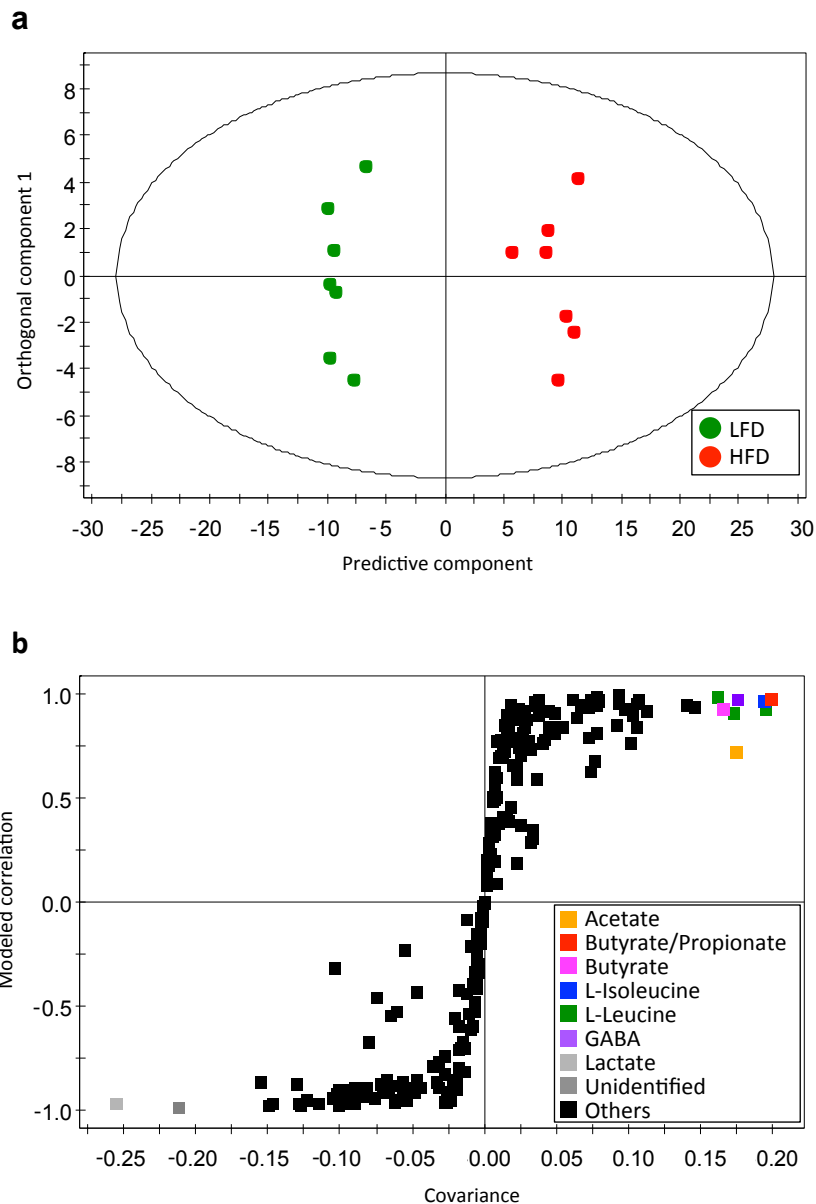 a
8
6
4
2
0
-2
-4
-6
-8
Orthogonal component 1
LFD
HFD
-30 -25 -20 -15 -10 -5 0 5 10 15 20 25 30
Predictive component
b
1.0
0.5
0.0
-0.5
-1.0
Modeled correlation
Acetate
Butyrate/Propionate
Butyrate
L-Isoleucine
L-Leucine
GABA
Lactate
Unidentified
Others
-0.25 -0.20 -0.15 -0.10 -0.05 0.00 0.05 0.10 0.15 0.20
Covariance